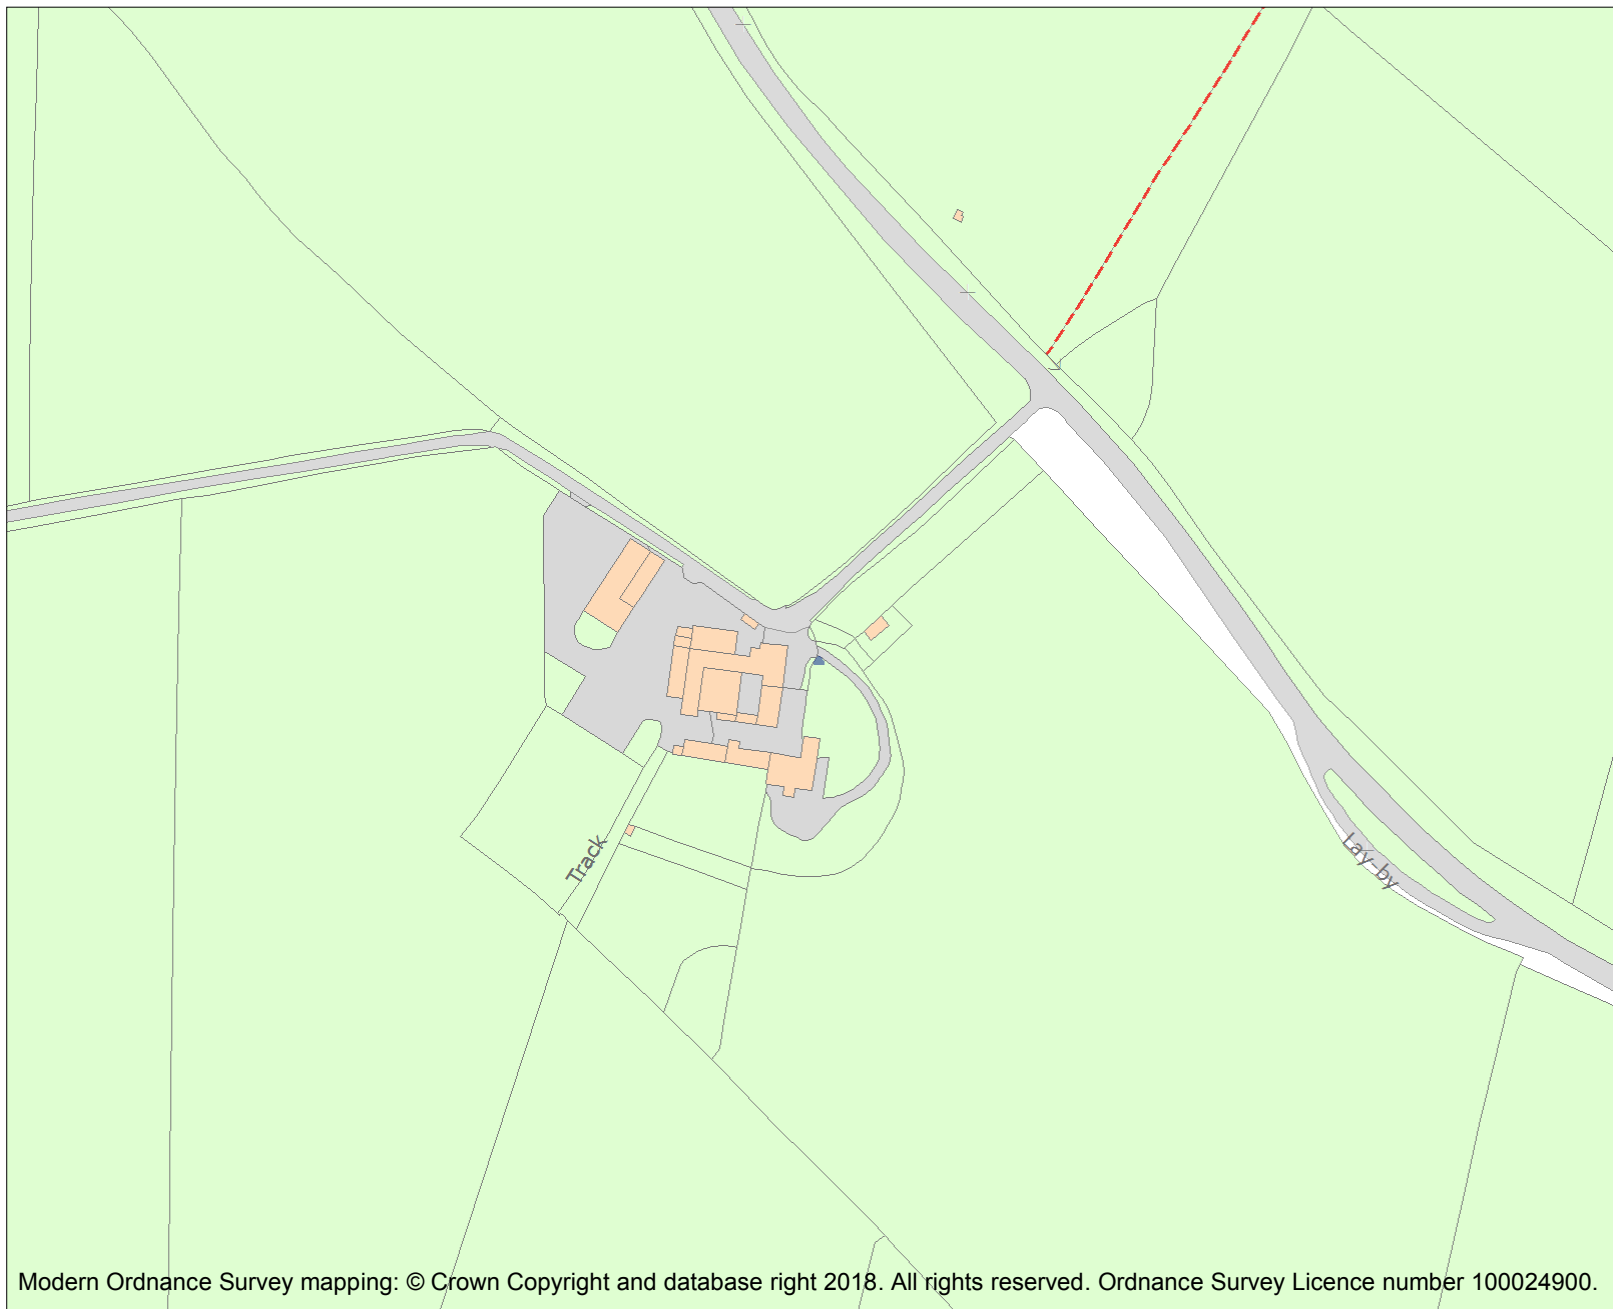 Track
Lay-by
Modern Ordnance Survey mapping: © Crown Copyright and database right 2018. All rights reserved. Ordnance Survey Licence number 100024900.